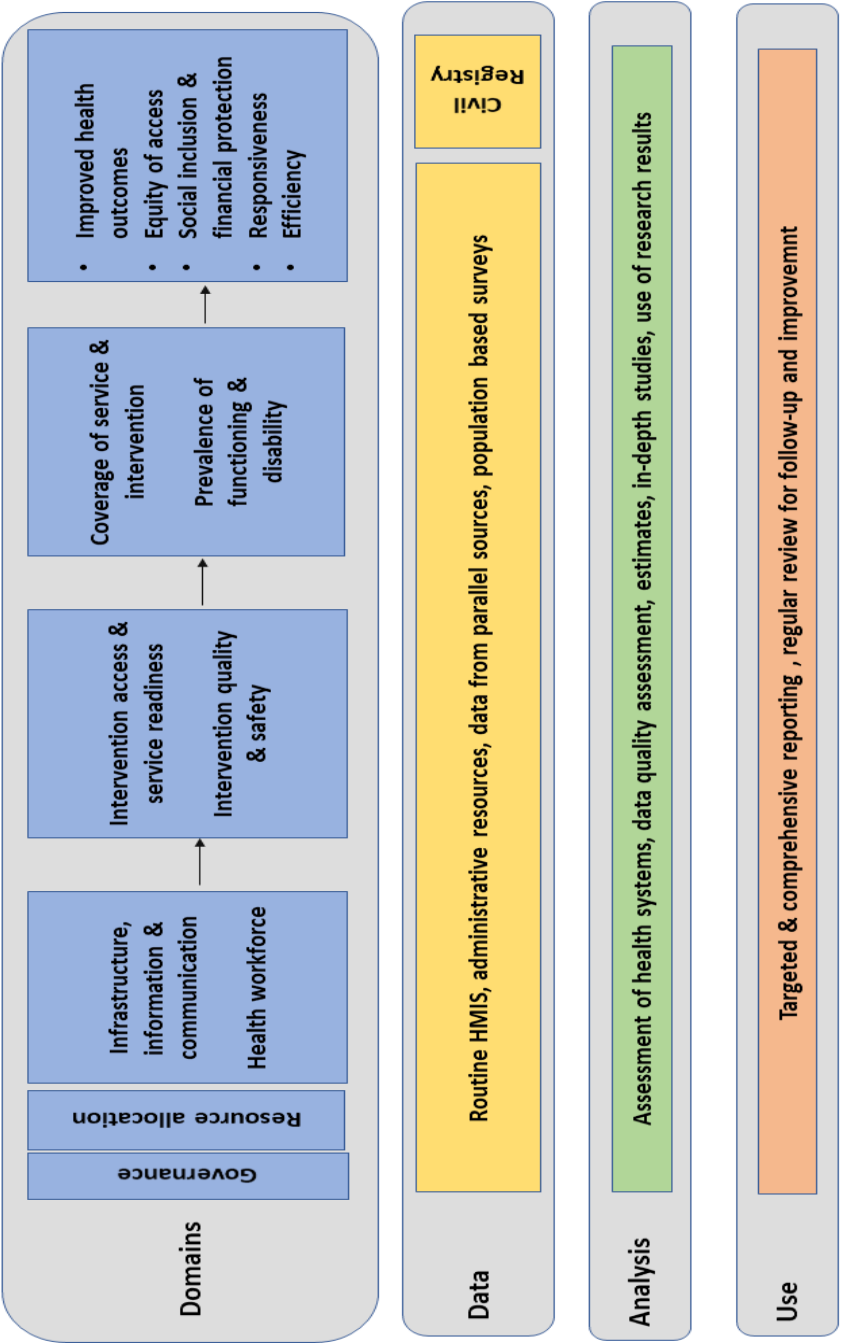 Domains
Governance
Resource allocation
Infrastructure,
information &
communication
Health workforce
Intervention access &
service readiness
Intervention quality
& safety
Coverage of service &
intervention
Prevalence of
functioning &
disability
• Improved health
outcomes
• Equity of access
• Social inclusion &
financial protection
• Responsiveness
• Efficiency
Data
Routine HMIS, administrative resources, data from parallel sources, population based surveys
Civil
Registry
Analysis
Assessment of health systems, data quality assessment, estimates, in-depth studies, use of research results
Use
Targeted & comprehensive reporting , regular review for follow-up and improvemnt